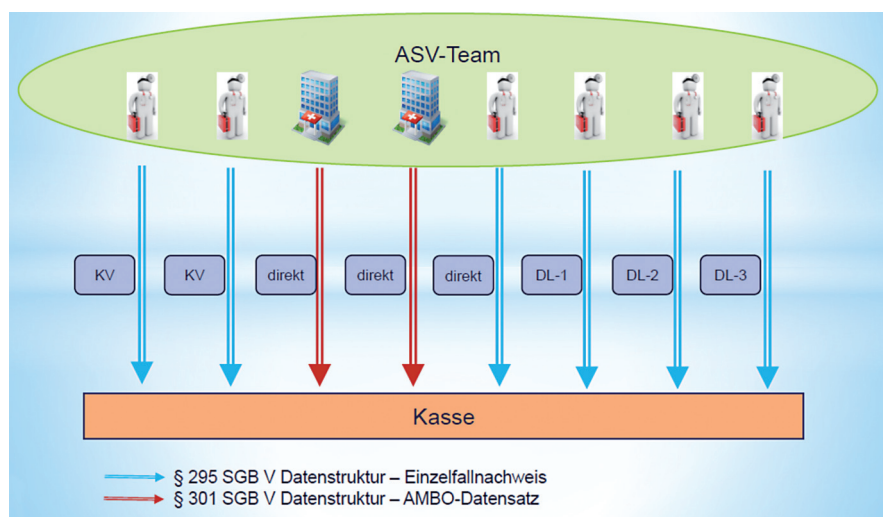 ASV-Team
KV KV direkt direkt direkt DL-1 DL-2 DL-3
Kasse
§ 295 SGB V Datenstruktur – Einzelfallnachweis
§ 301 SGB V Datenstruktur – AMBO-Datensatz